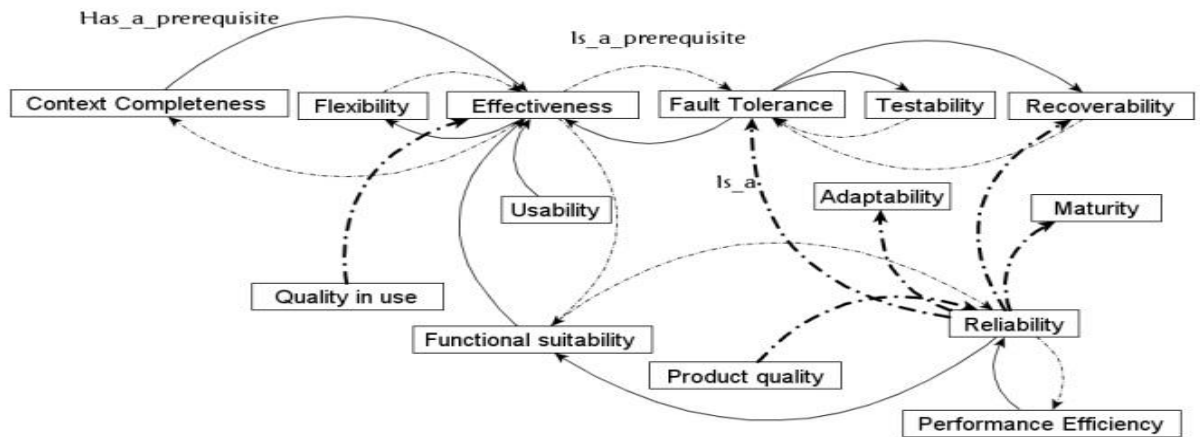 Has_a_prerequisite
Is_a_prerequisite
Context Completeness
Flexibility
Effectiveness
Fault Tolerance
Testability
Recoverability
Is_a
Usability
Adaptability
Maturity
Quality in use
Functional suitability
Reliability
Product quality
Performance Efficiency